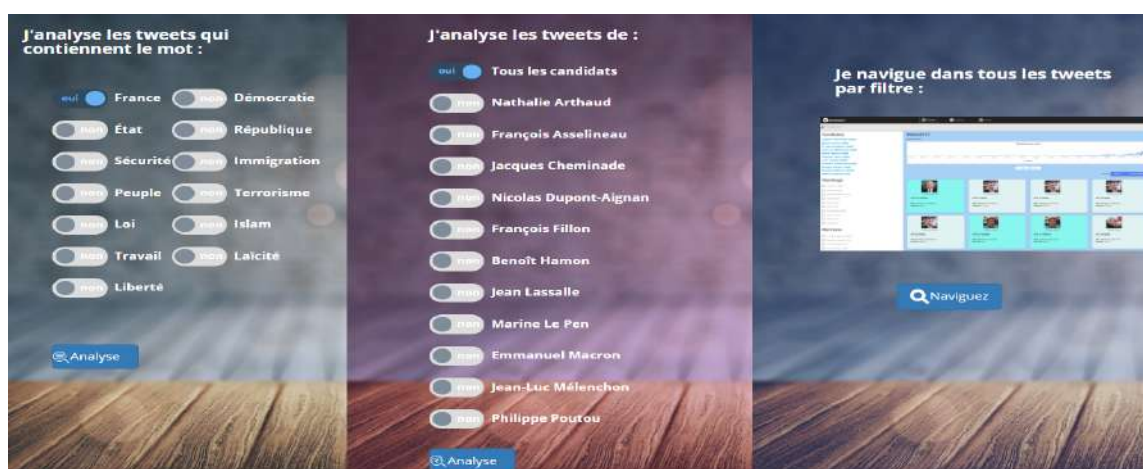 J'analyse les tweets qui
contiennent le mot :
oui France non Démocratie
non État non République
non Sécurité non Immigration
non Peuple non Terrorisme
non Loi non Islam
non Travail non Laïcité
non Liberté
Analyse
J'analyse les tweets de :
oui Tous les candidats
non Nathalie Arthaud
non François Asselineau
non Jacques Cheminade
non Nicolas Dupont-Aignan
non François Fillon
non Benoît Hamon
non Jean Lassalle
non Marine Le Pen
non Emmanuel Macron
non Jean-Luc Mélenchon
non Philippe Poutou
Analyse
Je navigue dans tous les tweets
par filtre :
Naviguez